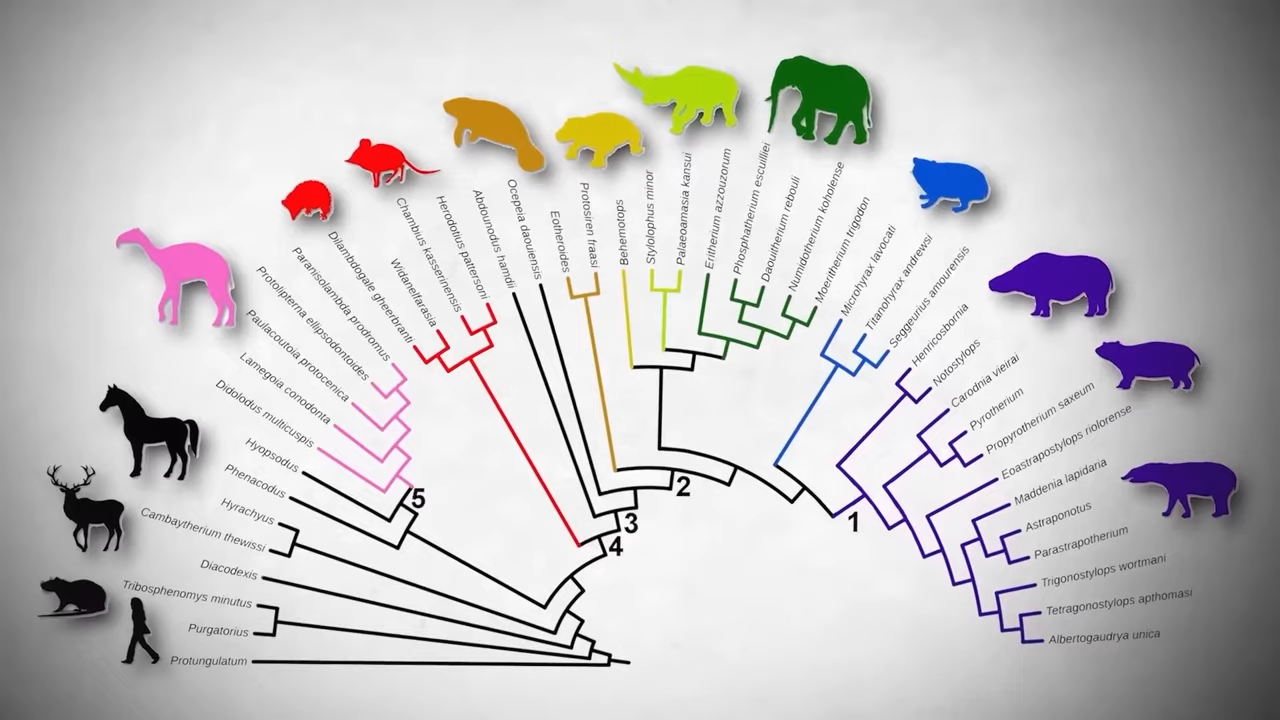 Protungulatum
Purgatorius
Tribosphenomys minutus
Diacodexis
Cambaytherium thewissi
Hyrachyus
Phenacodus
Hyopsodus
Didolodus multicuspis
Lamegoia conodonta
Paulacoutoia protocenica
Protolipterna ellipsodontoides
Paranisolambda prodromus
Dilambdogale gheerbranti
Widanelfarasia
Chambius kasserinensis
Herodotius pattersoni
Abdounodus hamdii
Ocepeia daouiensis
Eotheroides
Protosiren fraasi
Behemotodps
Stylolophus minor
Palaeoamasia kansui
Eritherium azzouzorum
Phosphatherium escuilliei
Daouitherium rebouli
Numidotherium koholense
Moeritherium trigodon
Microhyrax lavocati
Titanohyrax andrewsi
Seggeurius amourensis
Henricosbornia
Notostylops
Carodnia vieirai
Pyrotherium
Propyrotherium saxeum
Eoastrapostylops riolorense
Maddenia lapidaria
Astraponotus
Parastrapotherium
Trigonostylops wortmani
Tetragonostylops apthomasi
Albertogaudrya unica
5
4
3
2
1